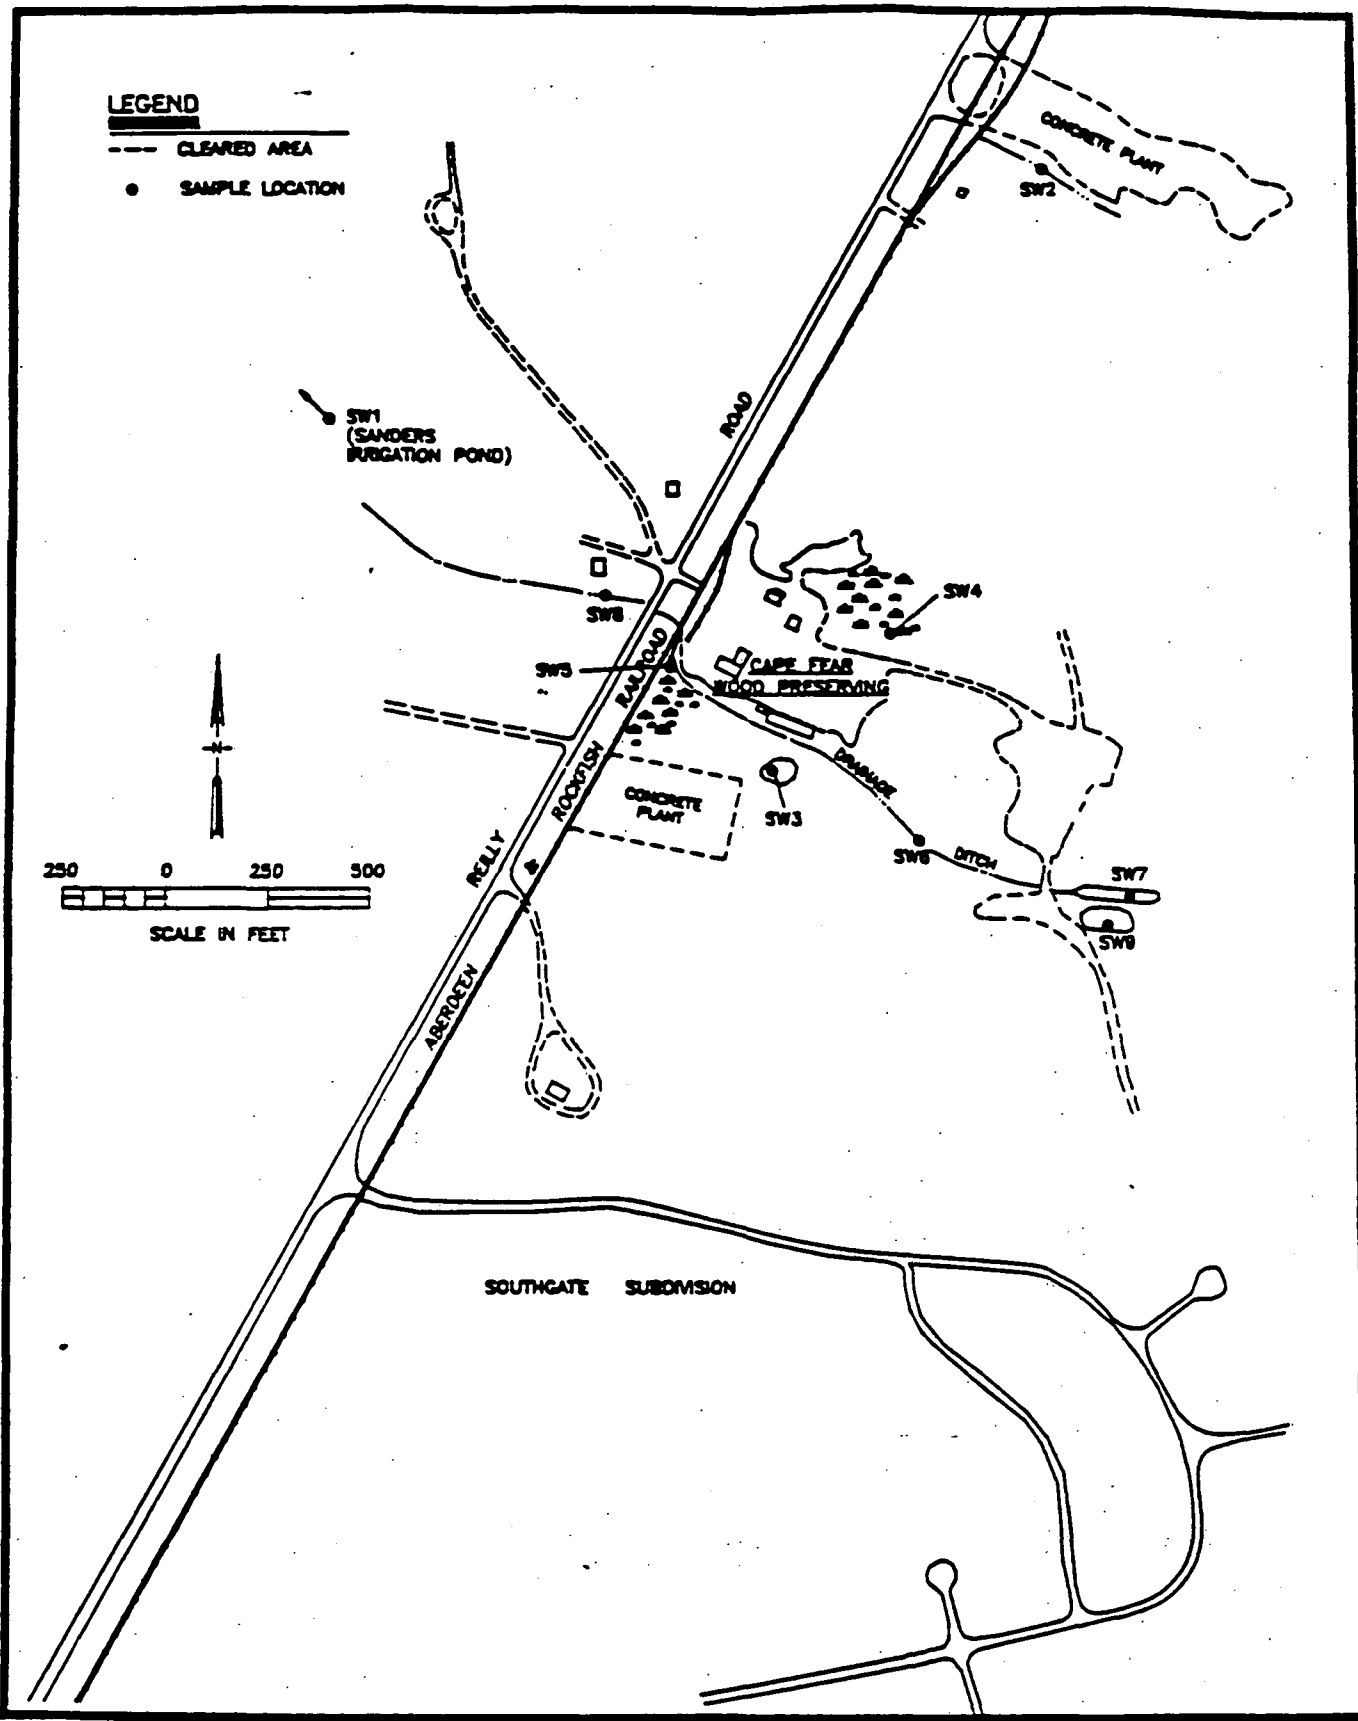 LEGEND
CLEARED AREA
SAMPLE LOCATION
CONCRETE PLANT
SW2
SW1
(SANDERS
IRRIGATION POND)
ROAD
SW8
SW4
SW5
RAILROAD
CAPE FEAR
WOOD PRESERVING
N
ROCKFISH
DRAINAGE
CONCRETE
PLANT
SW3
REILLY
&
SW6
DITCH
SW7
SW9
250 0 250 500
SCALE IN FEET
ABERDEEN
SOUTHGATE SUBDIVISION